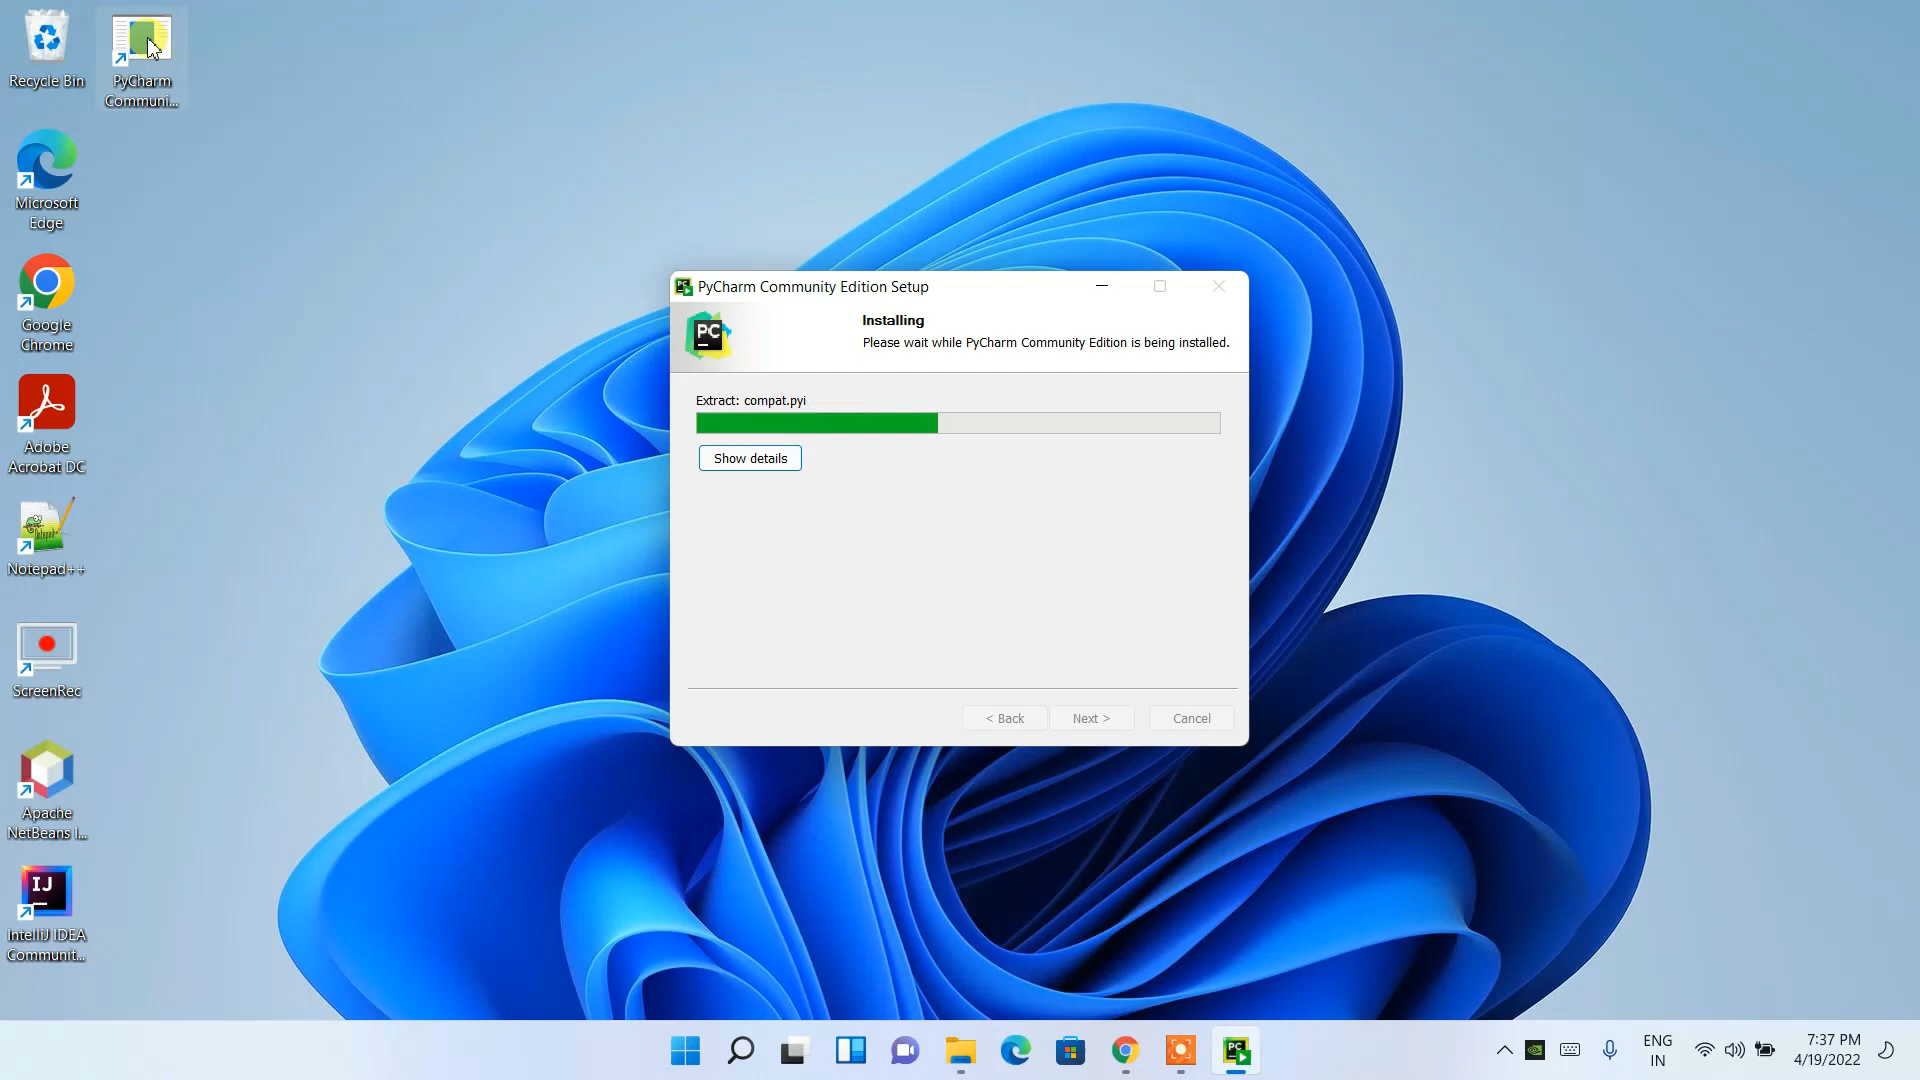 Recycle Bin
PyCharm
Communi...
Microsoft
Edge
Google
Chrome
Adobe
Acrobat DC
Notepad++
ScreenRec
Apache
NetBeans I...
IJ
IntelliJ IDEA
Communit...
PyCharm Community Edition Setup
PC
Installing
Please wait while PyCharm Community Edition is being installed.
Extract: compat.pyi
Show details
< Back
Next >
Cancel
PC
ENG
IN
7:37 PM
4/19/2022